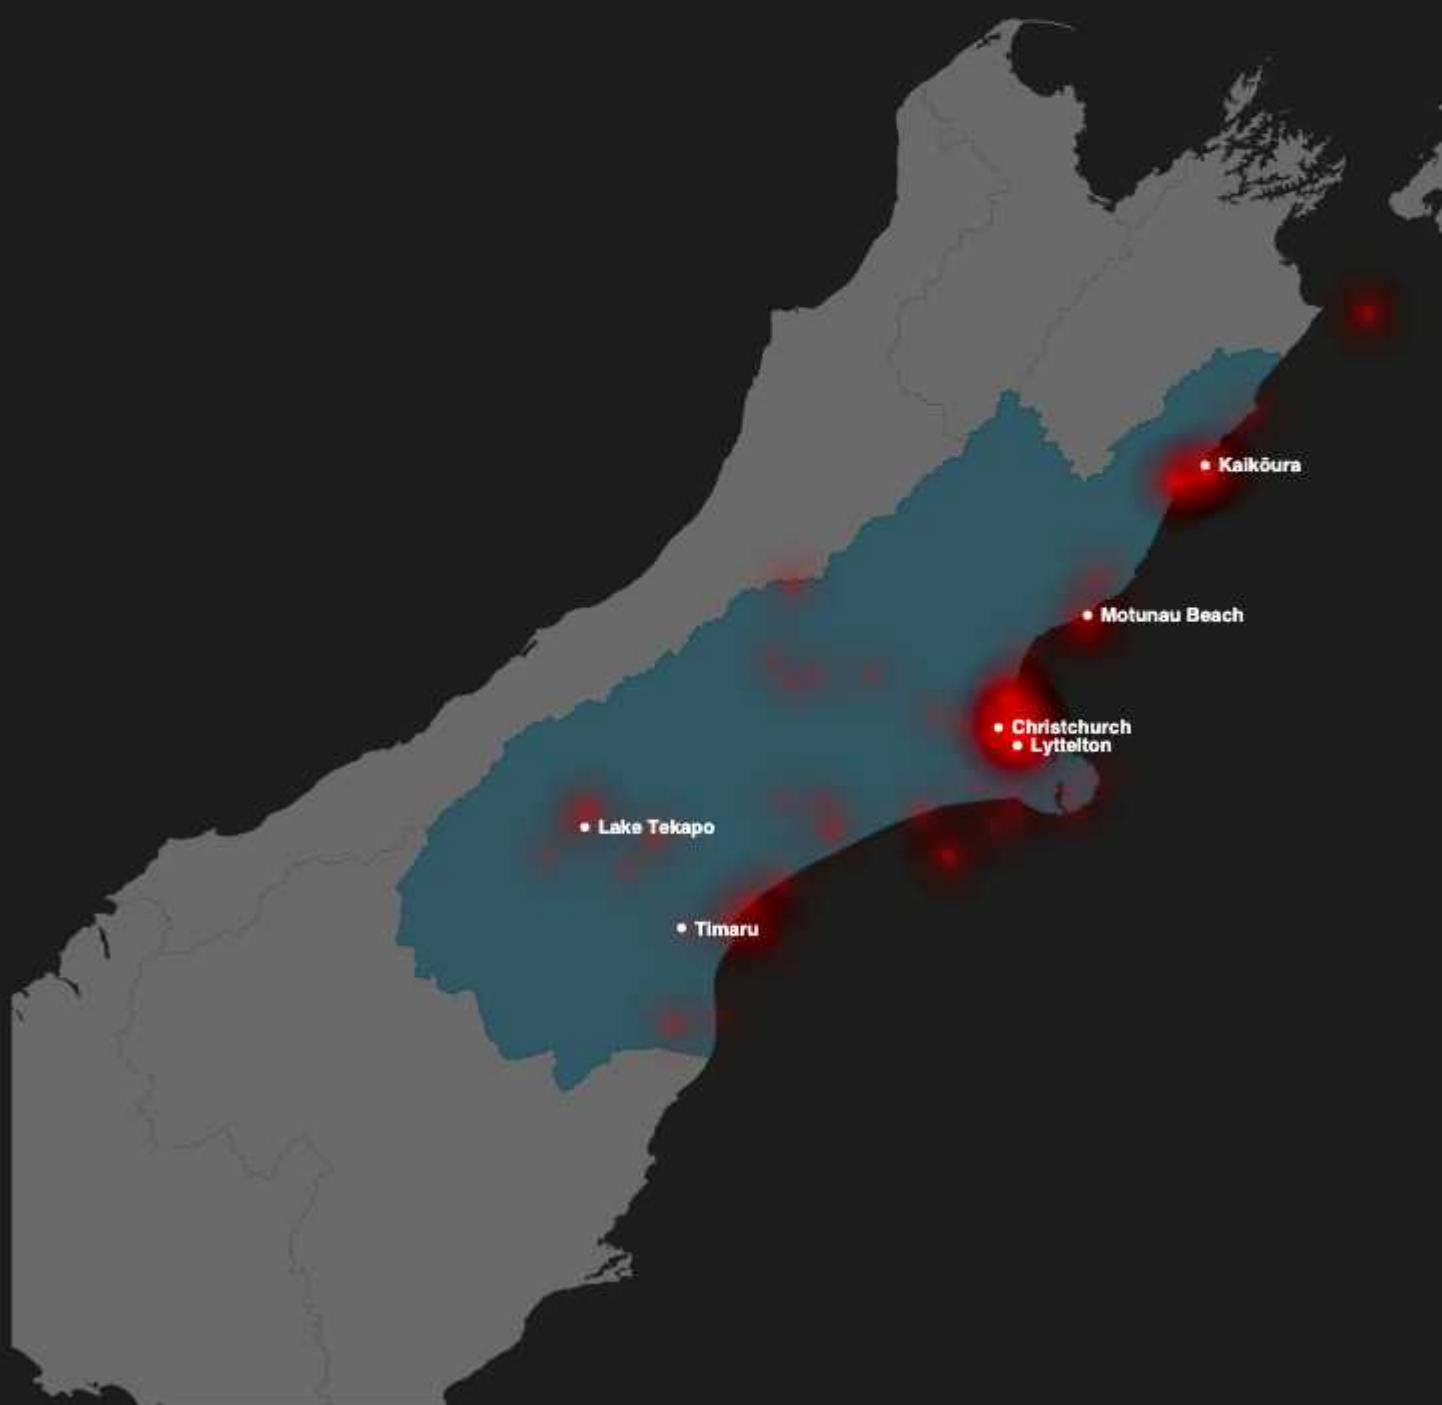 Kaikōura
Motunau Beach
Christchurch
Lyttelton
Lake Tekapo
Timaru